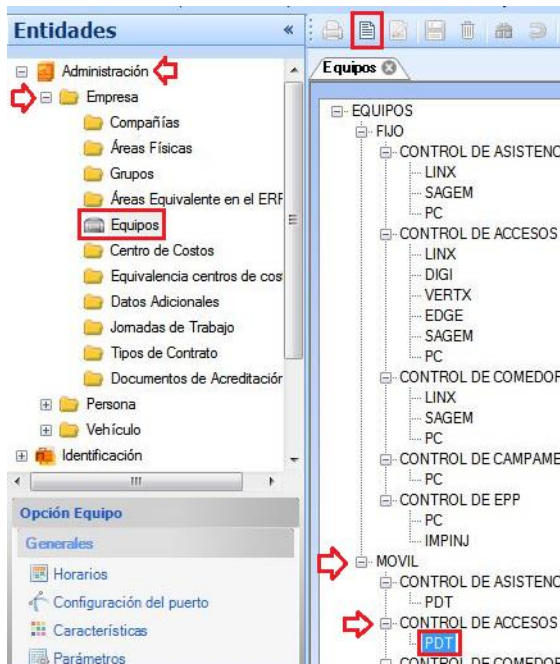 Entidades «
Administración
Empresa
Compañías
Áreas Físicas
Grupos
Áreas Equivalente en el ERF
Equipos
Centro de Costos
Equivalencia centros de cos
Datos Adicionales
Jornadas de Trabajo
Tipos de Contrato
Documentos de Acreditación
Persona
Vehículo
Identificación
Opción Equipo
Generales
Horarios
Configuración del puerto
Características
Parámetros
Equipos
EQUIPOS
FIJO
CONTROL DE ASISTENC
LINX
SAGEM
PC
CONTROL DE ACCESOS
LINX
DIGI
VERTX
EDGE
SAGEM
PC
CONTROL DE COMEDOR
LINX
SAGEM
PC
CONTROL DE CAMPAME
PC
CONTROL DE EPP
PC
IMPINJ
MOVIL
CONTROL DE ASISTENC
PDT
CONTROL DE ACCESOS
PDT
CONTROL DE COMEDOR